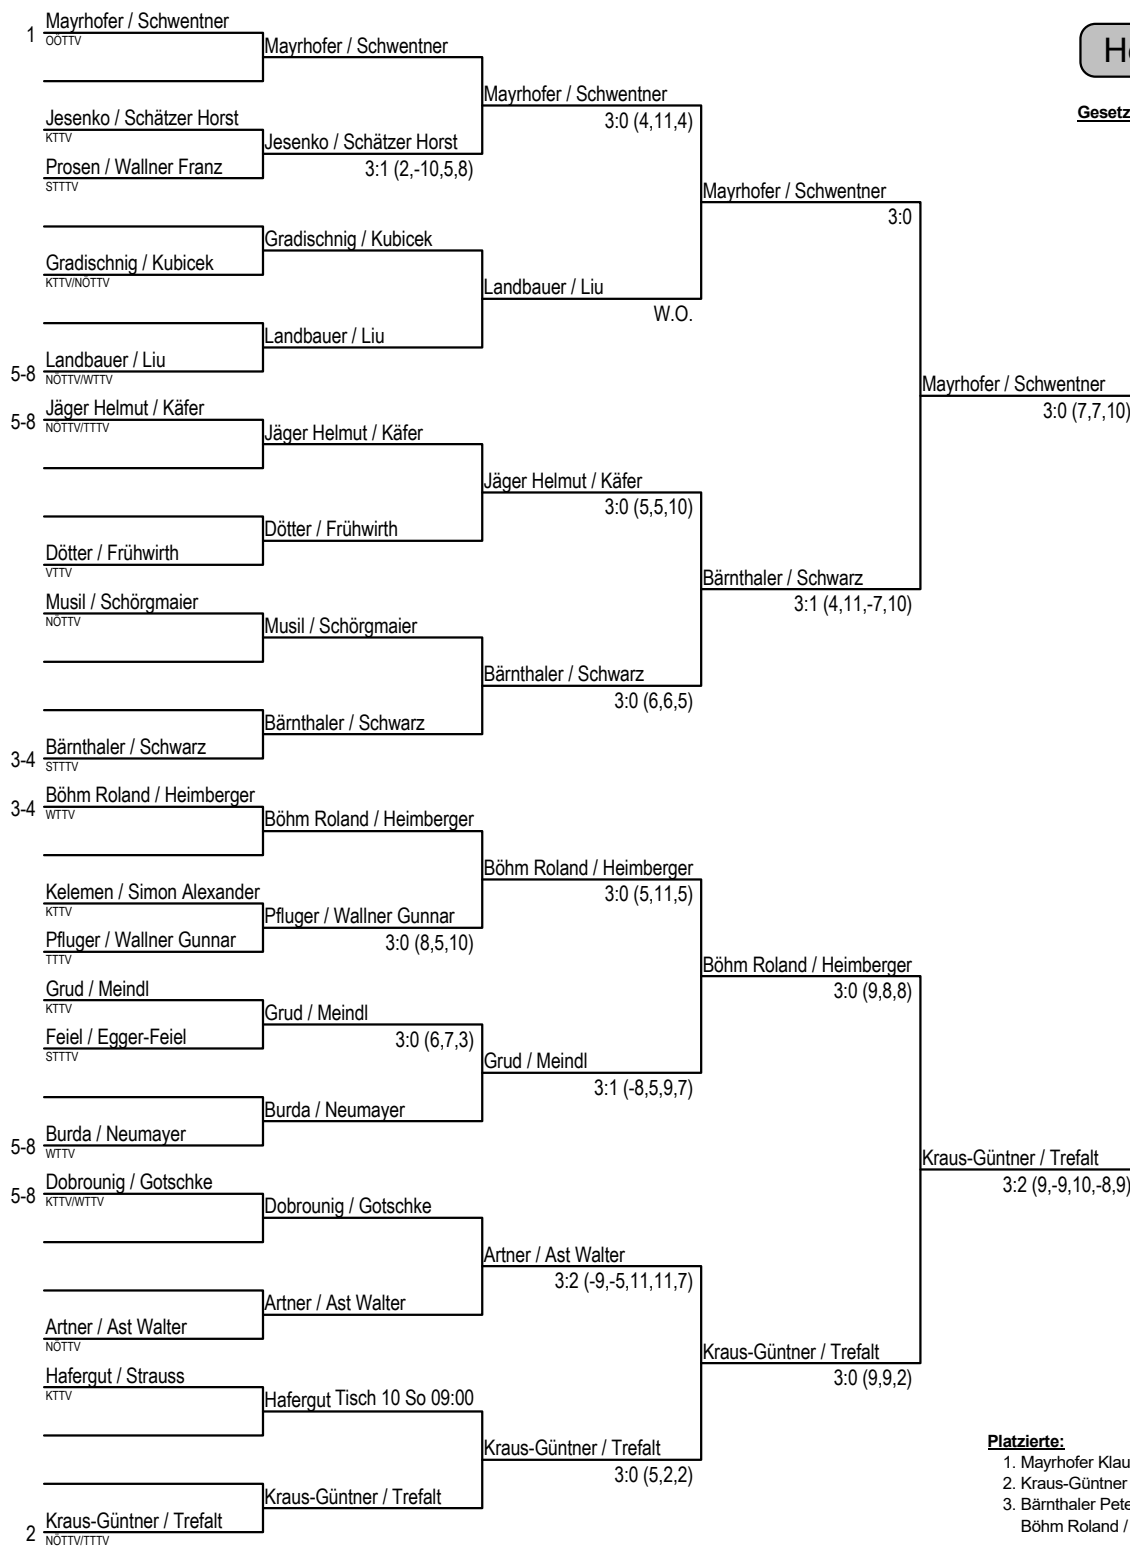 1 Mayrhofer / Schwentner
OÖTTV
Jesenko / Schätzer Horst
KTTV
Prosen / Wallner Franz
STTTV
Gradischnig / Kubicek
KTTV/NÖTTV
5-8 Landbauer / Liu
NÖTTV/WTTV
5-8 Jäger Helmut / Käfer
NÖTTV/TTTV
Dötter / Frühwirth
VTTV
Musil / Schörgmaier
NÖTTV
3-4 Bärnthaler / Schwarz
STTTV
3-4 Böhm Roland / Heimberger
WTTV
Kelemen / Simon Alexander
KTTV
Pfluger / Wallner Gunnar
TTTV
Grud / Meindl
KTTV
Feiel / Egger-Feiel
STTTV
5-8 Burda / Neumayer
WTTV
5-8 Dobrounig / Gotschke
KTTV/WTTV
Artner / Ast Walter
NÖTTV
Hafergut / Strauss
KTTV
2 Kraus-Güntner / Trefalt
NÖTTV/TTTV
Mayrhofer / Schwentner
Jesenko / Schätzer Horst
3:1 (2,-10,5,8)
Gradischnig / Kubicek
Landbauer / Liu
Jäger Helmut / Käfer
Dötter / Frühwirth
Musil / Schörgmaier
Bärnthaler / Schwarz
Böhm Roland / Heimberger
Pfluger / Wallner Gunnar
3:0 (8,5,10)
Grud / Meindl
3:0 (6,7,3)
Burda / Neumayer
Dobrounig / Gotschke
Artner / Ast Walter
Hafergut Tisch 10 So 09:00
Kraus-Güntner / Trefalt
Mayrhofer / Schwentner
3:0 (4,11,4)
Landbauer / Liu
W.O.
Jäger Helmut / Käfer
3:0 (5,5,10)
Bärnthaler / Schwarz
3:0 (6,6,5)
Böhm Roland / Heimberger
3:0 (5,11,5)
Grud / Meindl
3:1 (-8,5,9,7)
Artner / Ast Walter
3:2 (-9,-5,11,11,7)
Kraus-Güntner / Trefalt
3:0 (5,2,2)
Mayrhofer / Schwentner
3:0
Bärnthaler / Schwarz
3:1 (4,11,-7,10)
Böhm Roland / Heimberger
3:0 (9,8,8)
Kraus-Güntner / Trefalt
3:0 (9,9,2)
Mayrhofer / Schwentner
3:0 (7,7,10)
Kraus-Güntner / Trefalt
3:2 (9,-9,10,-8,9)
Gesetz
Platzierte:
1. Mayrhofer Klau
2. Kraus-Güntner
3. Bärnthaler Pete
Böhm Roland /